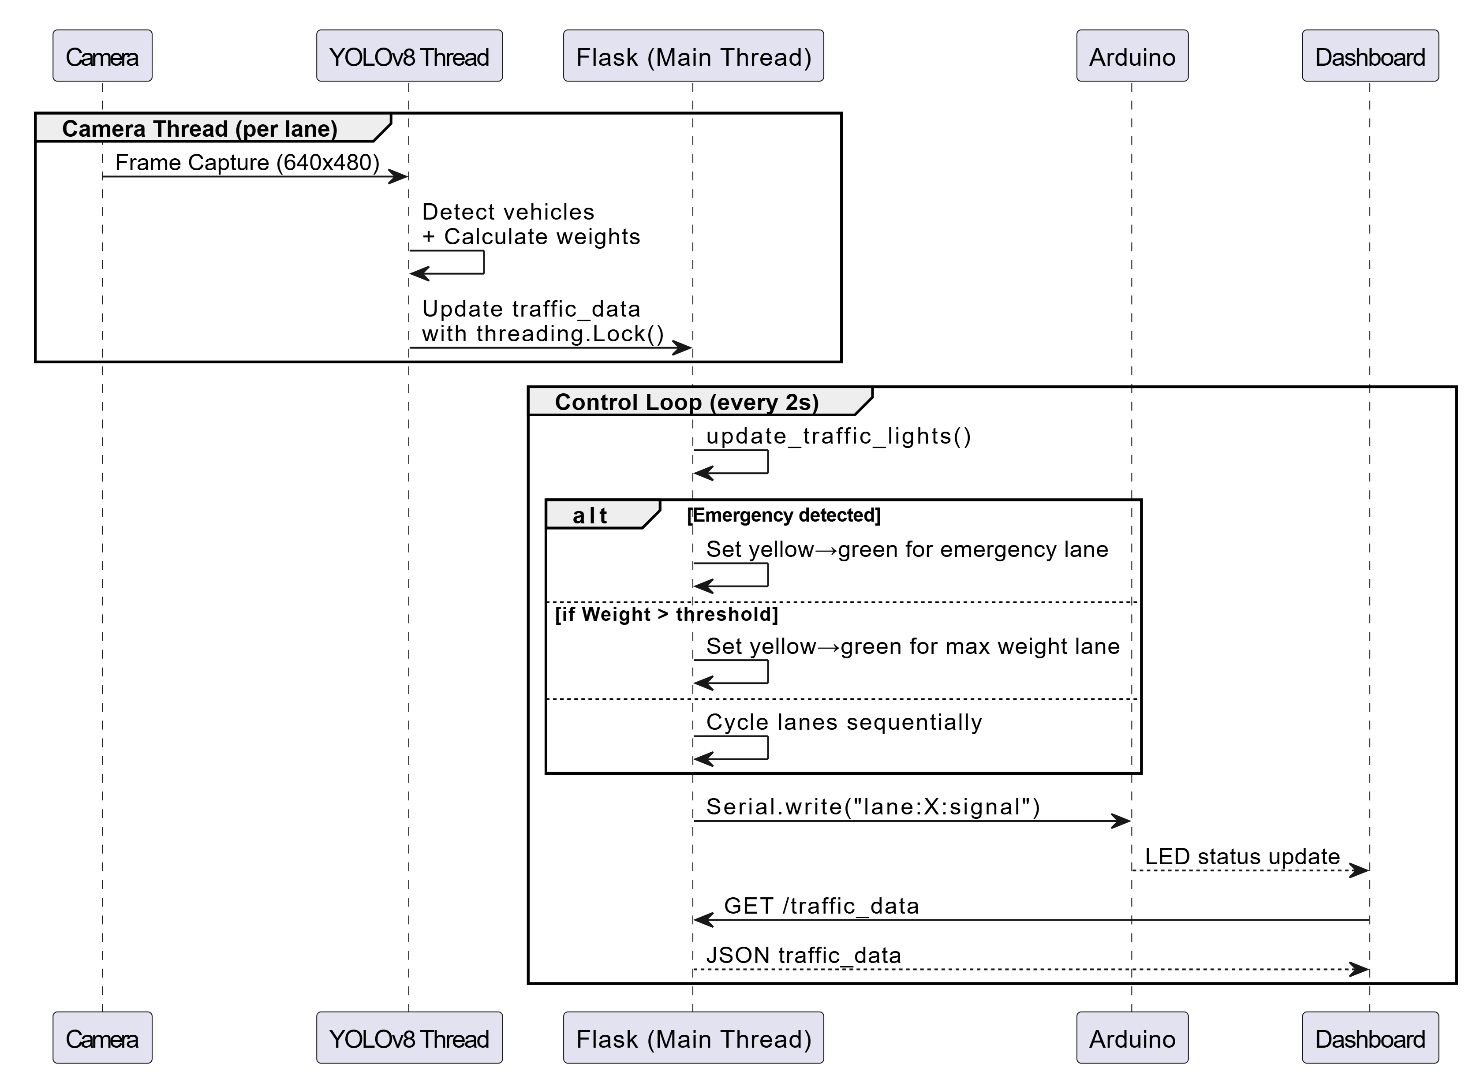 Camera
YOLOv8 Thread
Flask (Main Thread)
Arduino
Dashboard
Camera Thread (per lane)
Frame Capture (640x480)
Detect vehicles
+ Calculate weights
Update traffic_data
with threading.Lock()
Control Loop (every 2s)
update_traffic_lights()
alt
[Emergency detected]
Set yellow→green for emergency lane
[if Weight > threshold]
Set yellow→green for max weight lane
Cycle lanes sequentially
Serial.write("lane:X:signal")
LED status update
GET /traffic_data
JSON traffic_data
Camera
YOLOv8 Thread
Flask (Main Thread)
Arduino
Dashboard